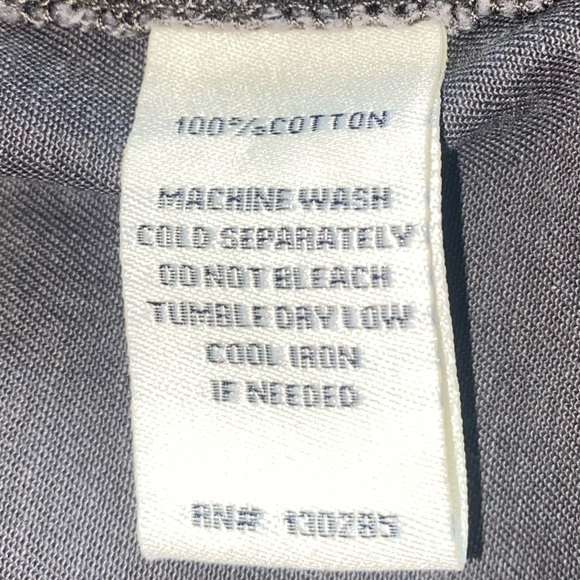 100% COTTON
MACHINE WASH
COLD SEPARATELY
DO NOT BLEACH
TUMBLE DRY LOW
COOL IRON
IF NEEDED
RN# 130285